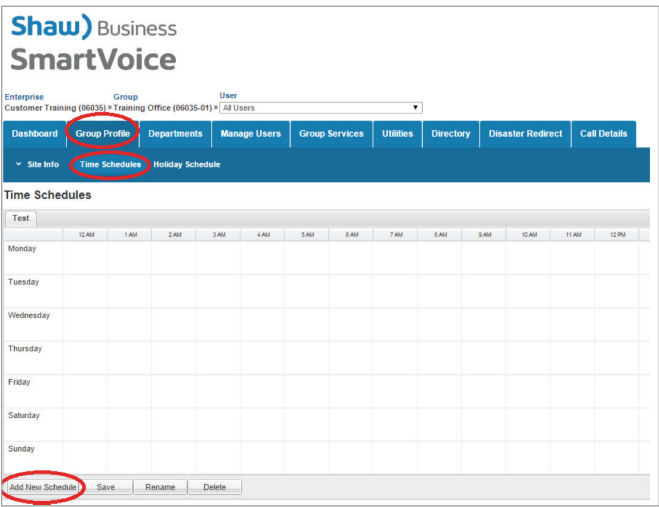 Shaw) Business
SmartVoice
Enterprise Group User
Customer Training (06035) » Training Office (06035-01) » All Users
Dashboard Group Profile Departments Manage Users Group Services Utilities Directory Disaster Redirect Call Details
Site Info Time Schedules Holiday Schedule
Time Schedules
Test
12 AM 1 AM 2 AM 3 AM 4 AM 5 AM 6 AM 7 AM 8 AM 9 AM 10 AM 11 AM 12 PM
Monday
Tuesday
Wednesday
Thursday
Friday
Saturday
Sunday
Add New Schedule Save Rename Delete